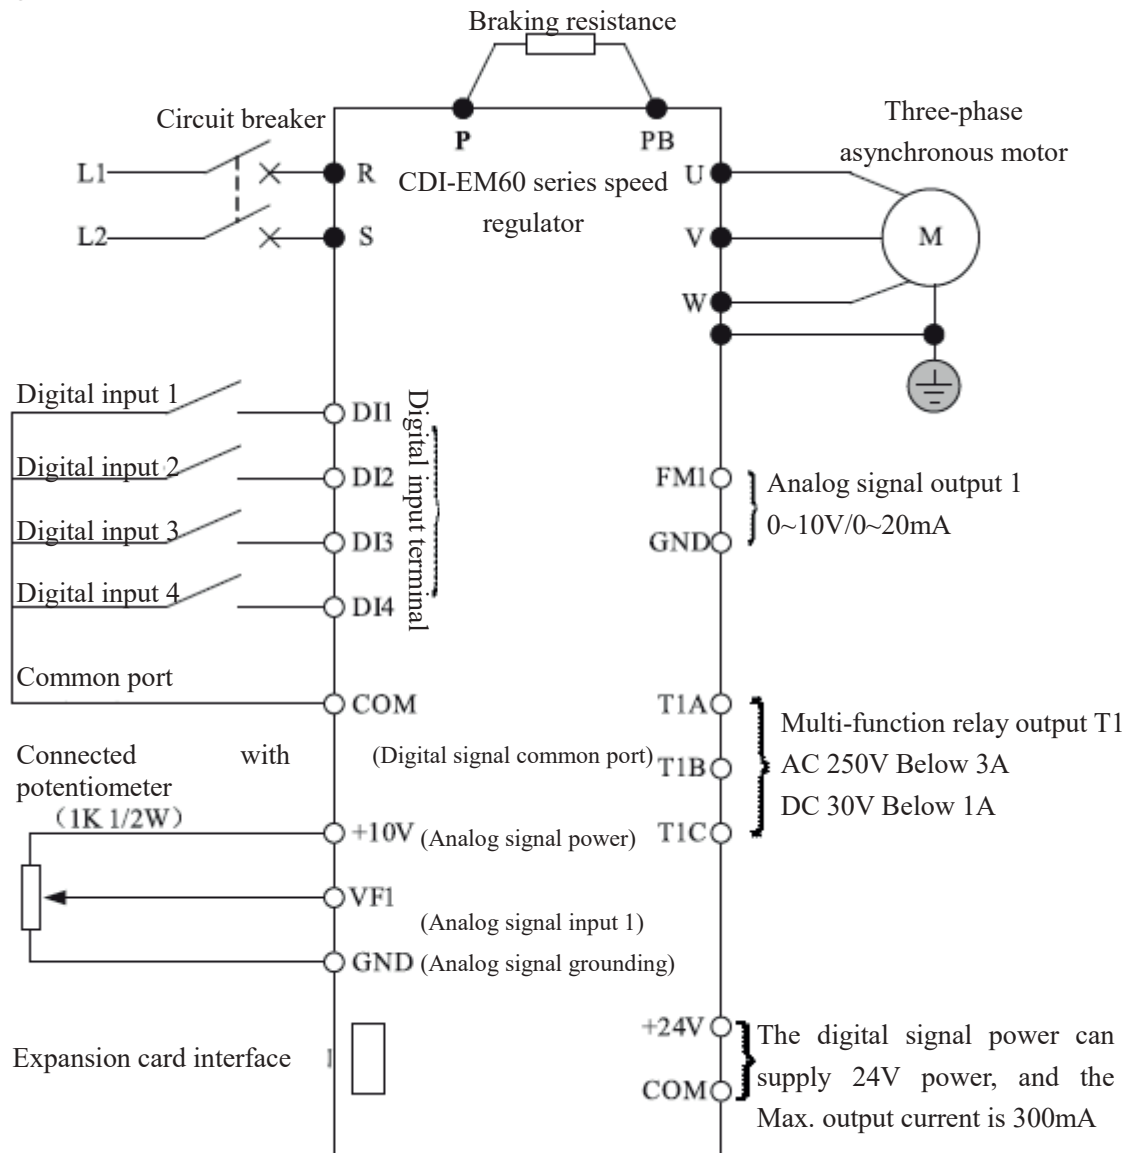 Braking resistance
Circuit breaker
Three-phase
asynchronous motor
P
PB
L1
R
CDI-EM60 series speed
regulator
U
L2
S
V
M
W
Digital input 1
DI1
Digital input 2
DI2
Digital input 3
DI3
Digital input 4
DI4
Digital input terminal
FM1
Analog signal output 1
0~10V/0~20mA
GND
Common port
COM
(Digital signal common port)
T1A
T1B
T1C
Multi-function relay output T1
AC 250V Below 3A
DC 30V Below 1A
Connected with
potentiometer
(1K 1/2W)
+10V (Analog signal power)
VF1
(Analog signal input 1)
GND (Analog signal grounding)
Expansion card interface
+24V
COM
The digital signal power can
supply 24V power, and the
Max. output current is 300mA